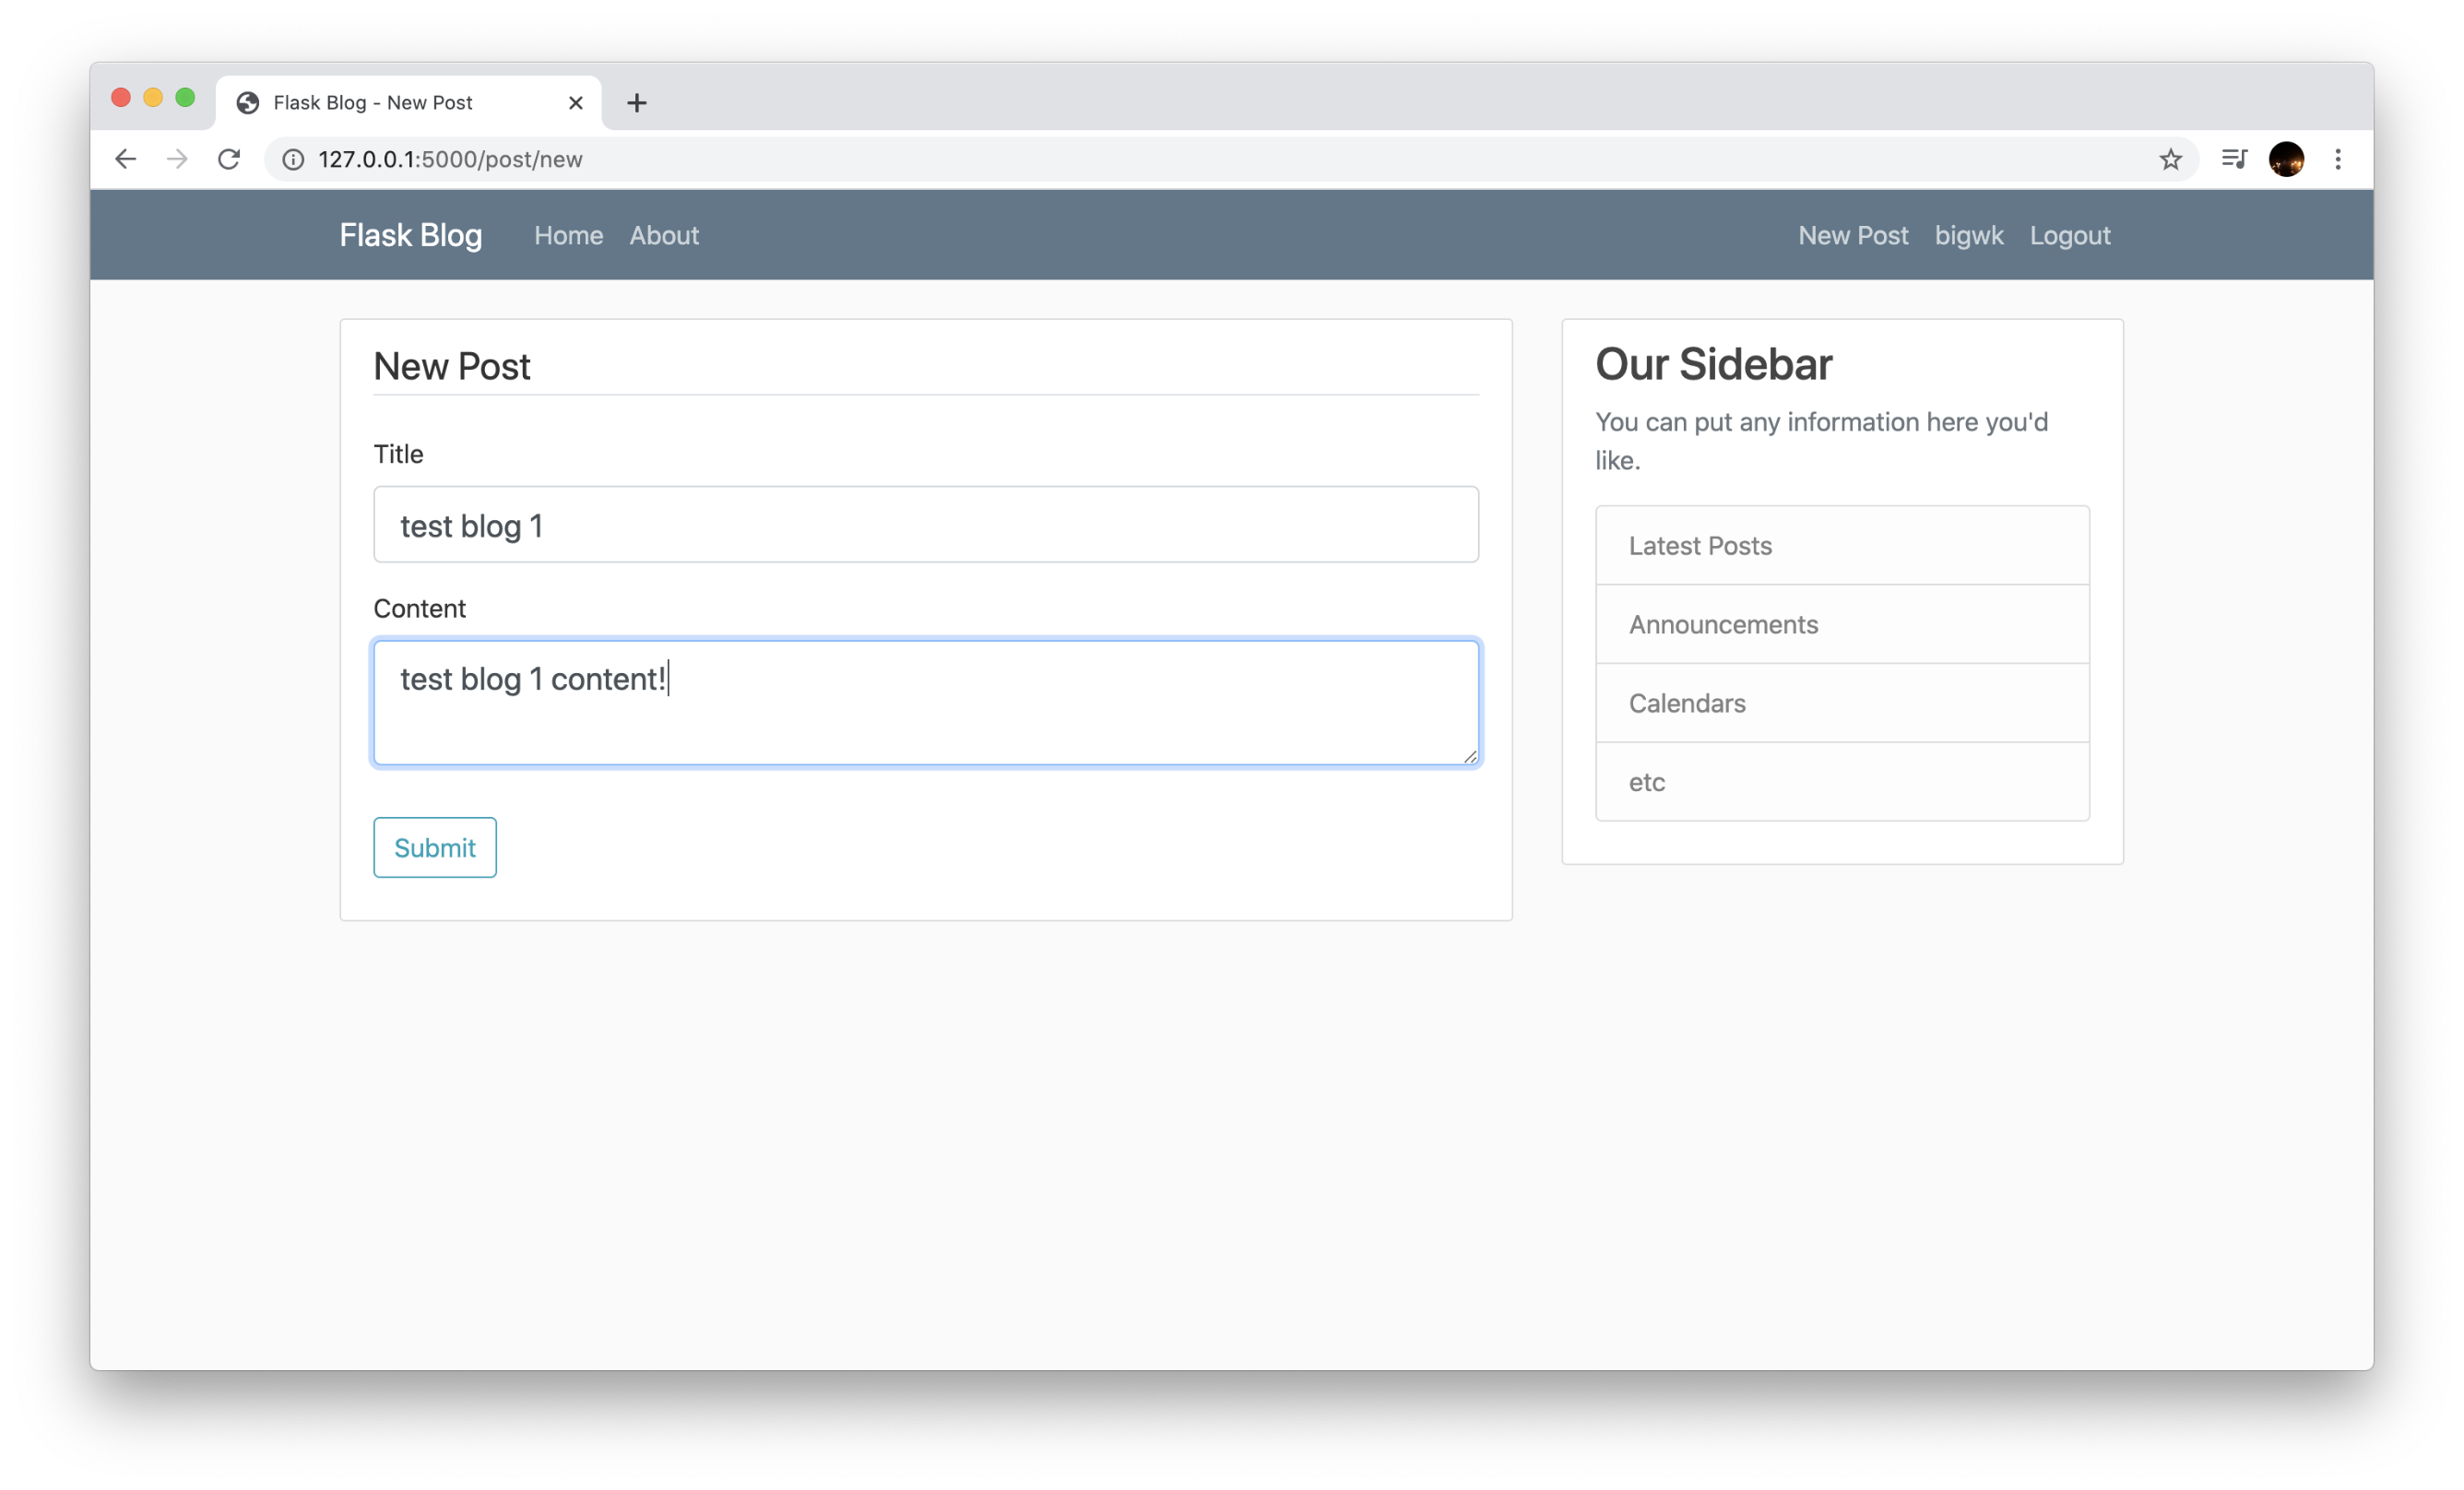 Flask Blog - New Post
127.0.0.1:5000/post/new
Flask Blog Home About New Post bigwk Logout
New Post
Title
test blog 1
Content
test blog 1 content!
Submit
Our Sidebar
You can put any information here you'd
like.
Latest Posts
Announcements
Calendars
etc